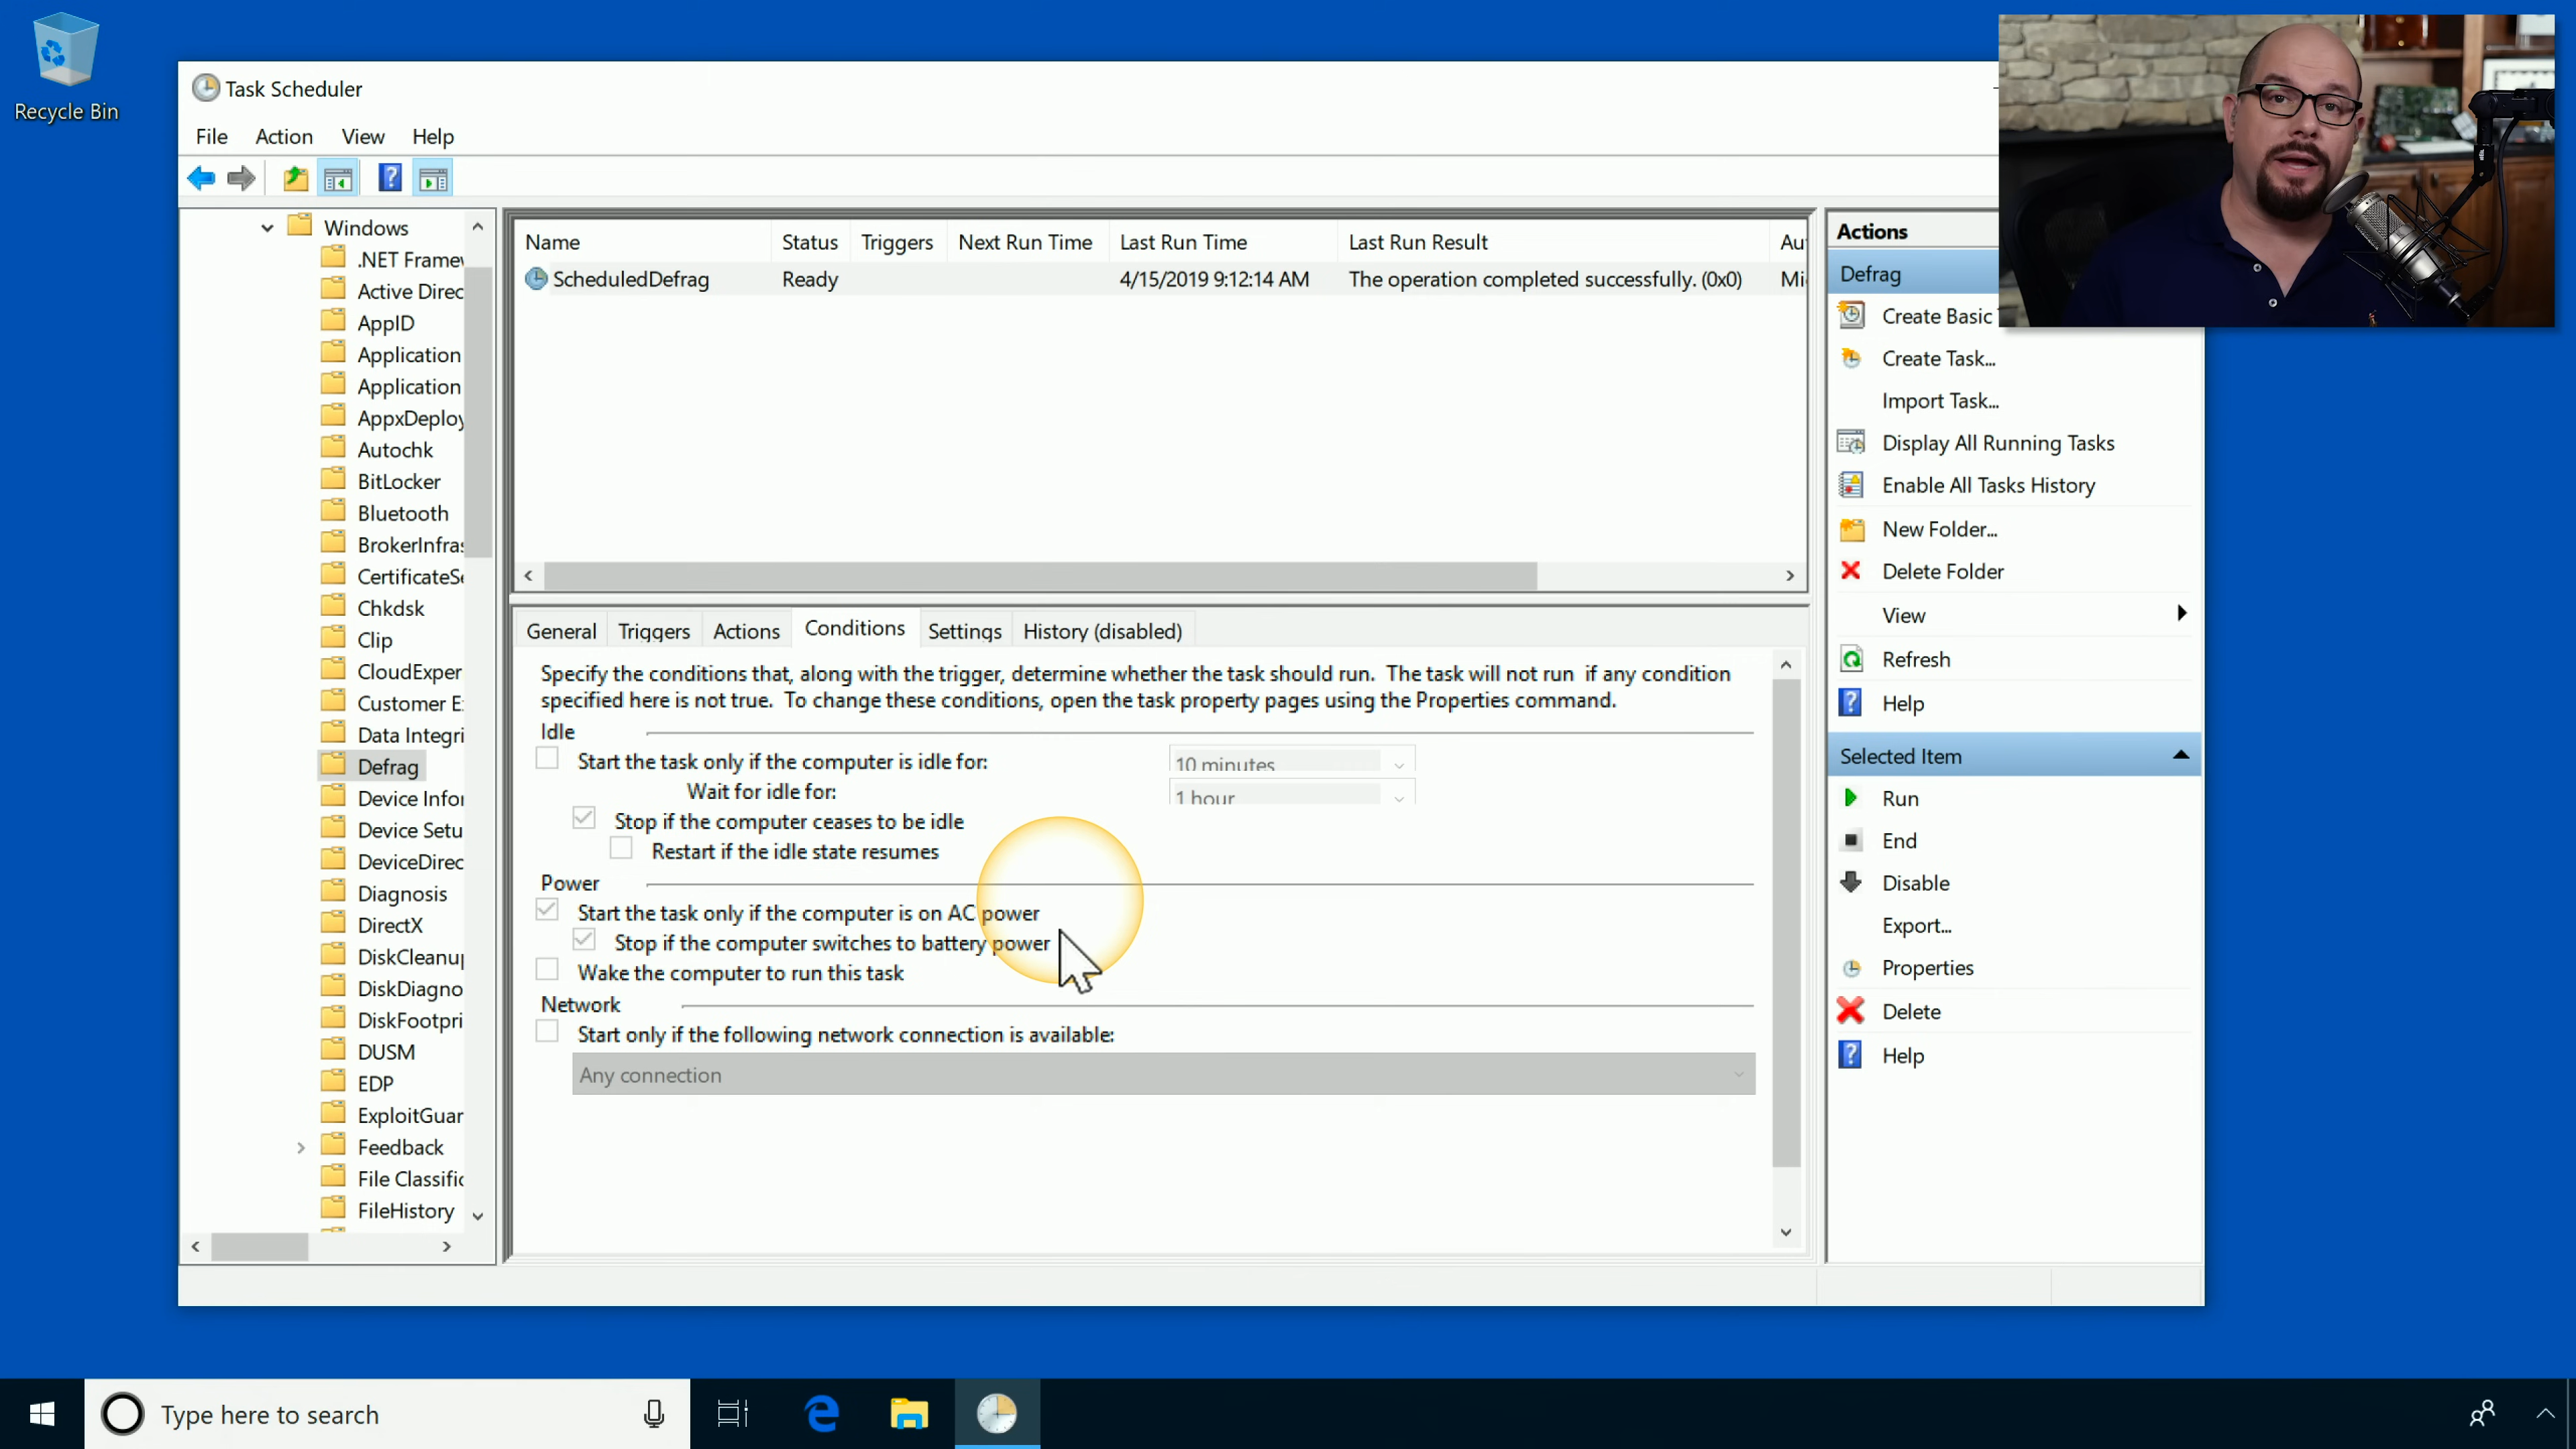 Recycle Bin
Task Scheduler
File Action View Help
Windows
.NET Framew
Active Direc
AppID
Application
Application
AppxDeploy
Autochk
BitLocker
Bluetooth
BrokerInfras
CertificateSe
Chkdsk
Clip
CloudExper
Customer E
Data Integri
Defrag
Device Infor
Device Setu
DeviceDirec
Diagnosis
DirectX
DiskCleanup
DiskDiagno
DiskFootpri
DUSM
EDP
ExploitGuar
Feedback
File Classific
FileHistory
Name Status Triggers Next Run Time Last Run Time Last Run Result Au
ScheduledDefrag Ready 4/15/2019 9:12:14 AM The operation completed successfully. (0x0) Mi
General Triggers Actions Conditions Settings History (disabled)
Specify the conditions that, along with the trigger, determine whether the task should run. The task will not run if any condition
specified here is not true. To change these conditions, open the task property pages using the Properties command.
Idle
Start the task only if the computer is idle for: 10 minutes
Wait for idle for: 1 hour
Stop if the computer ceases to be idle
Restart if the idle state resumes
Power
Start the task only if the computer is on AC power
Stop if the computer switches to battery power
Wake the computer to run this task
Network
Start only if the following network connection is available:
Any connection
Actions
Defrag
Create Basic
Create Task...
Import Task...
Display All Running Tasks
Enable All Tasks History
New Folder...
Delete Folder
View
Refresh
Help
Selected Item
Run
End
Disable
Export...
Properties
Delete
Help
Type here to search